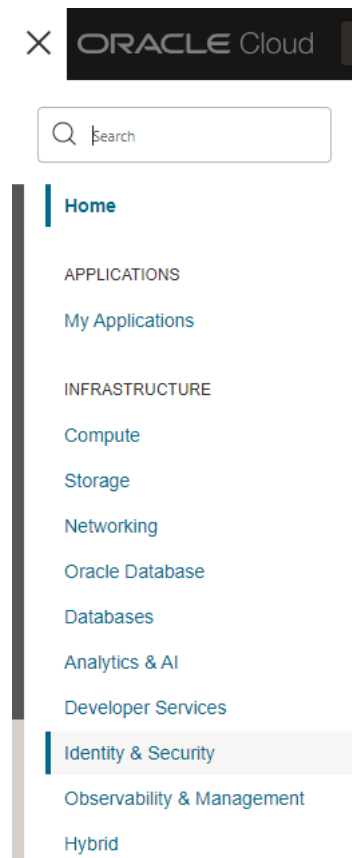 ORACLE Cloud
Search
Home
APPLICATIONS
My Applications
INFRASTRUCTURE
Compute
Storage
Networking
Oracle Database
Databases
Analytics & AI
Developer Services
Identity & Security
Observability & Management
Hybrid